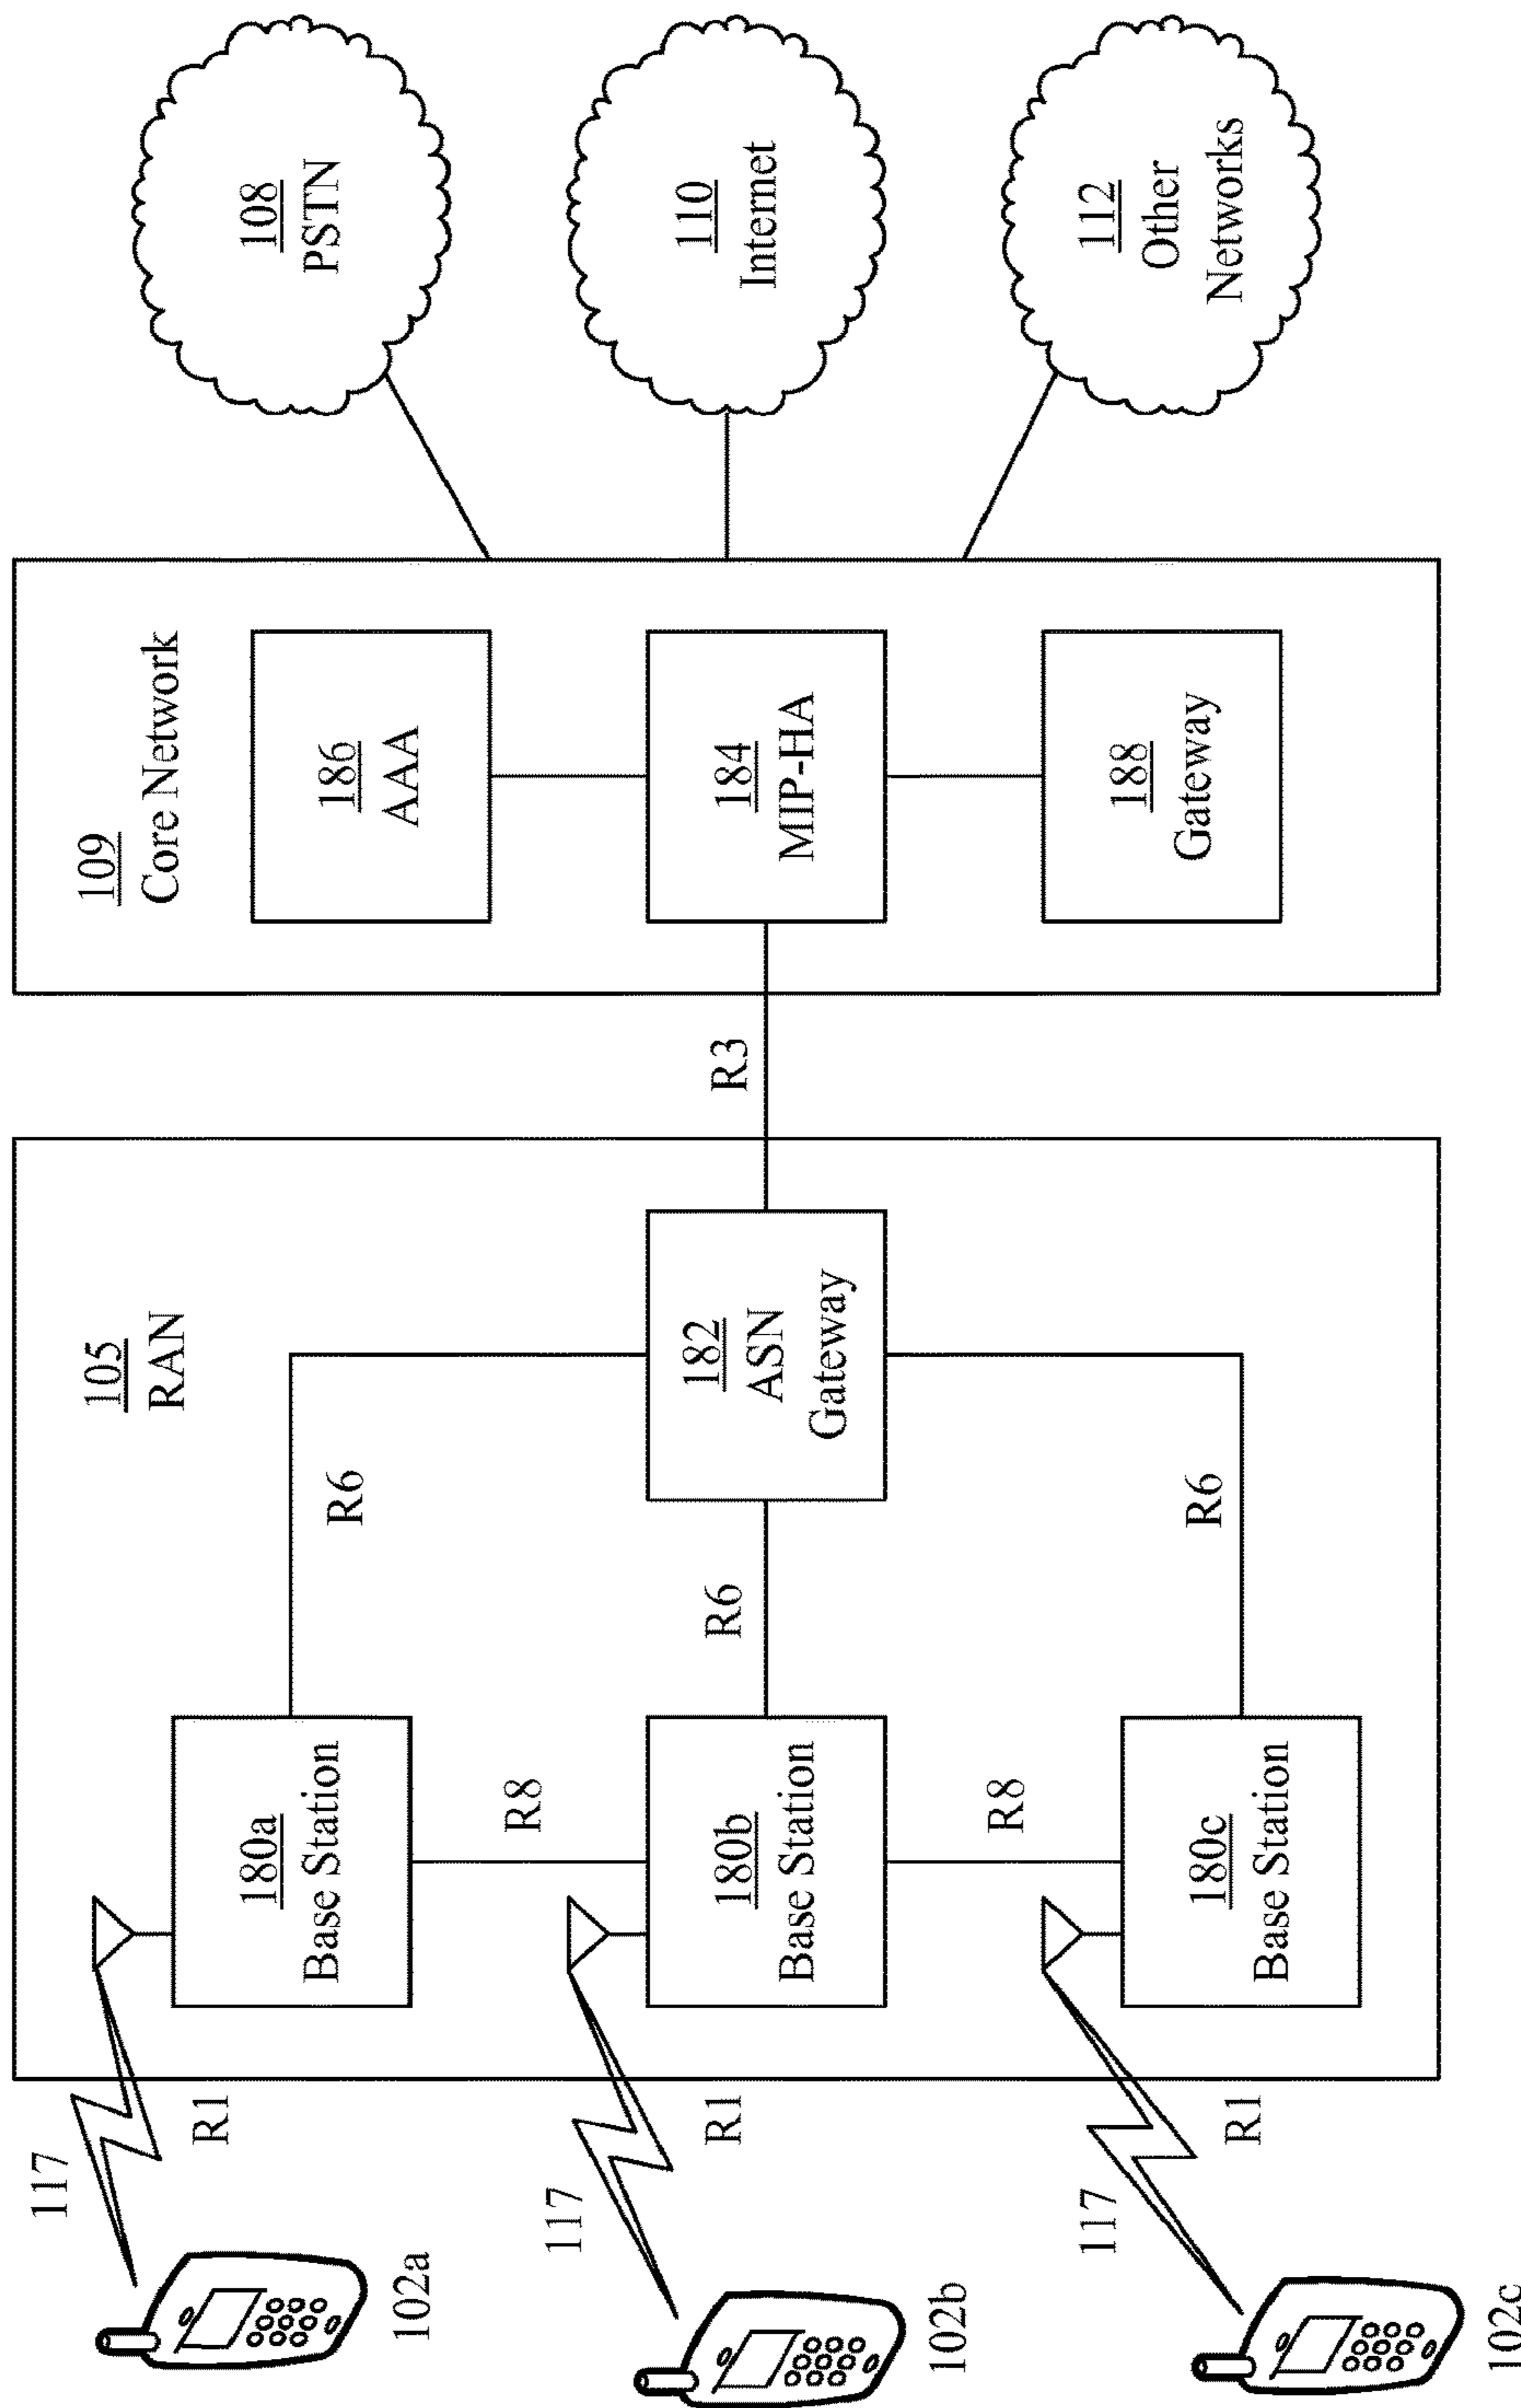 117
102a
R1
117
102b
R1
117
102c
R1
105
RAN
180a
Base Station
R8
180b
Base Station
R8
180c
Base Station
R6
R6
R6
182
ASN
Gateway
R3
109
Core Network
186
AAA
184
MIP-HA
188
Gateway
108
PSTN
110
Internet
112
Other
Networks